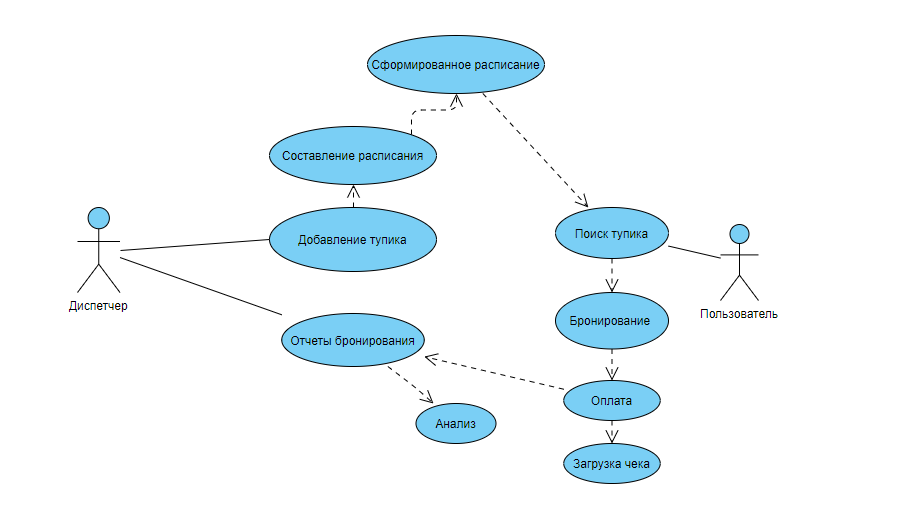 Сформированное расписание
Составление расписания
Добавление тупика
Поиск тупика
Диспетчер
Пользователь
Бронирование
Отчеты бронирования
Оплата
Анализ
Загрузка чека